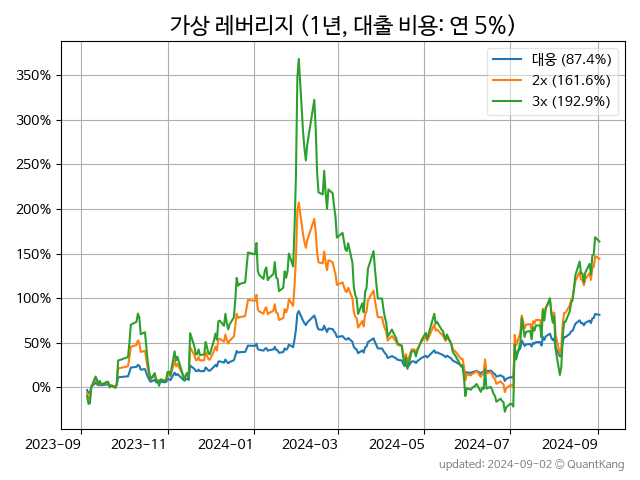 가상 레버리지 (1년, 대출 비용: 연 5%)
대웅 (87.4%)
2x (161.6%)
3x (192.9%)
350%
300%
250%
200%
150%
100%
50%
0%
2023-09 2023-11 2024-01 2024-03 2024-05 2024-07 2024-09
updated: 2024-09-02 © QuantKang